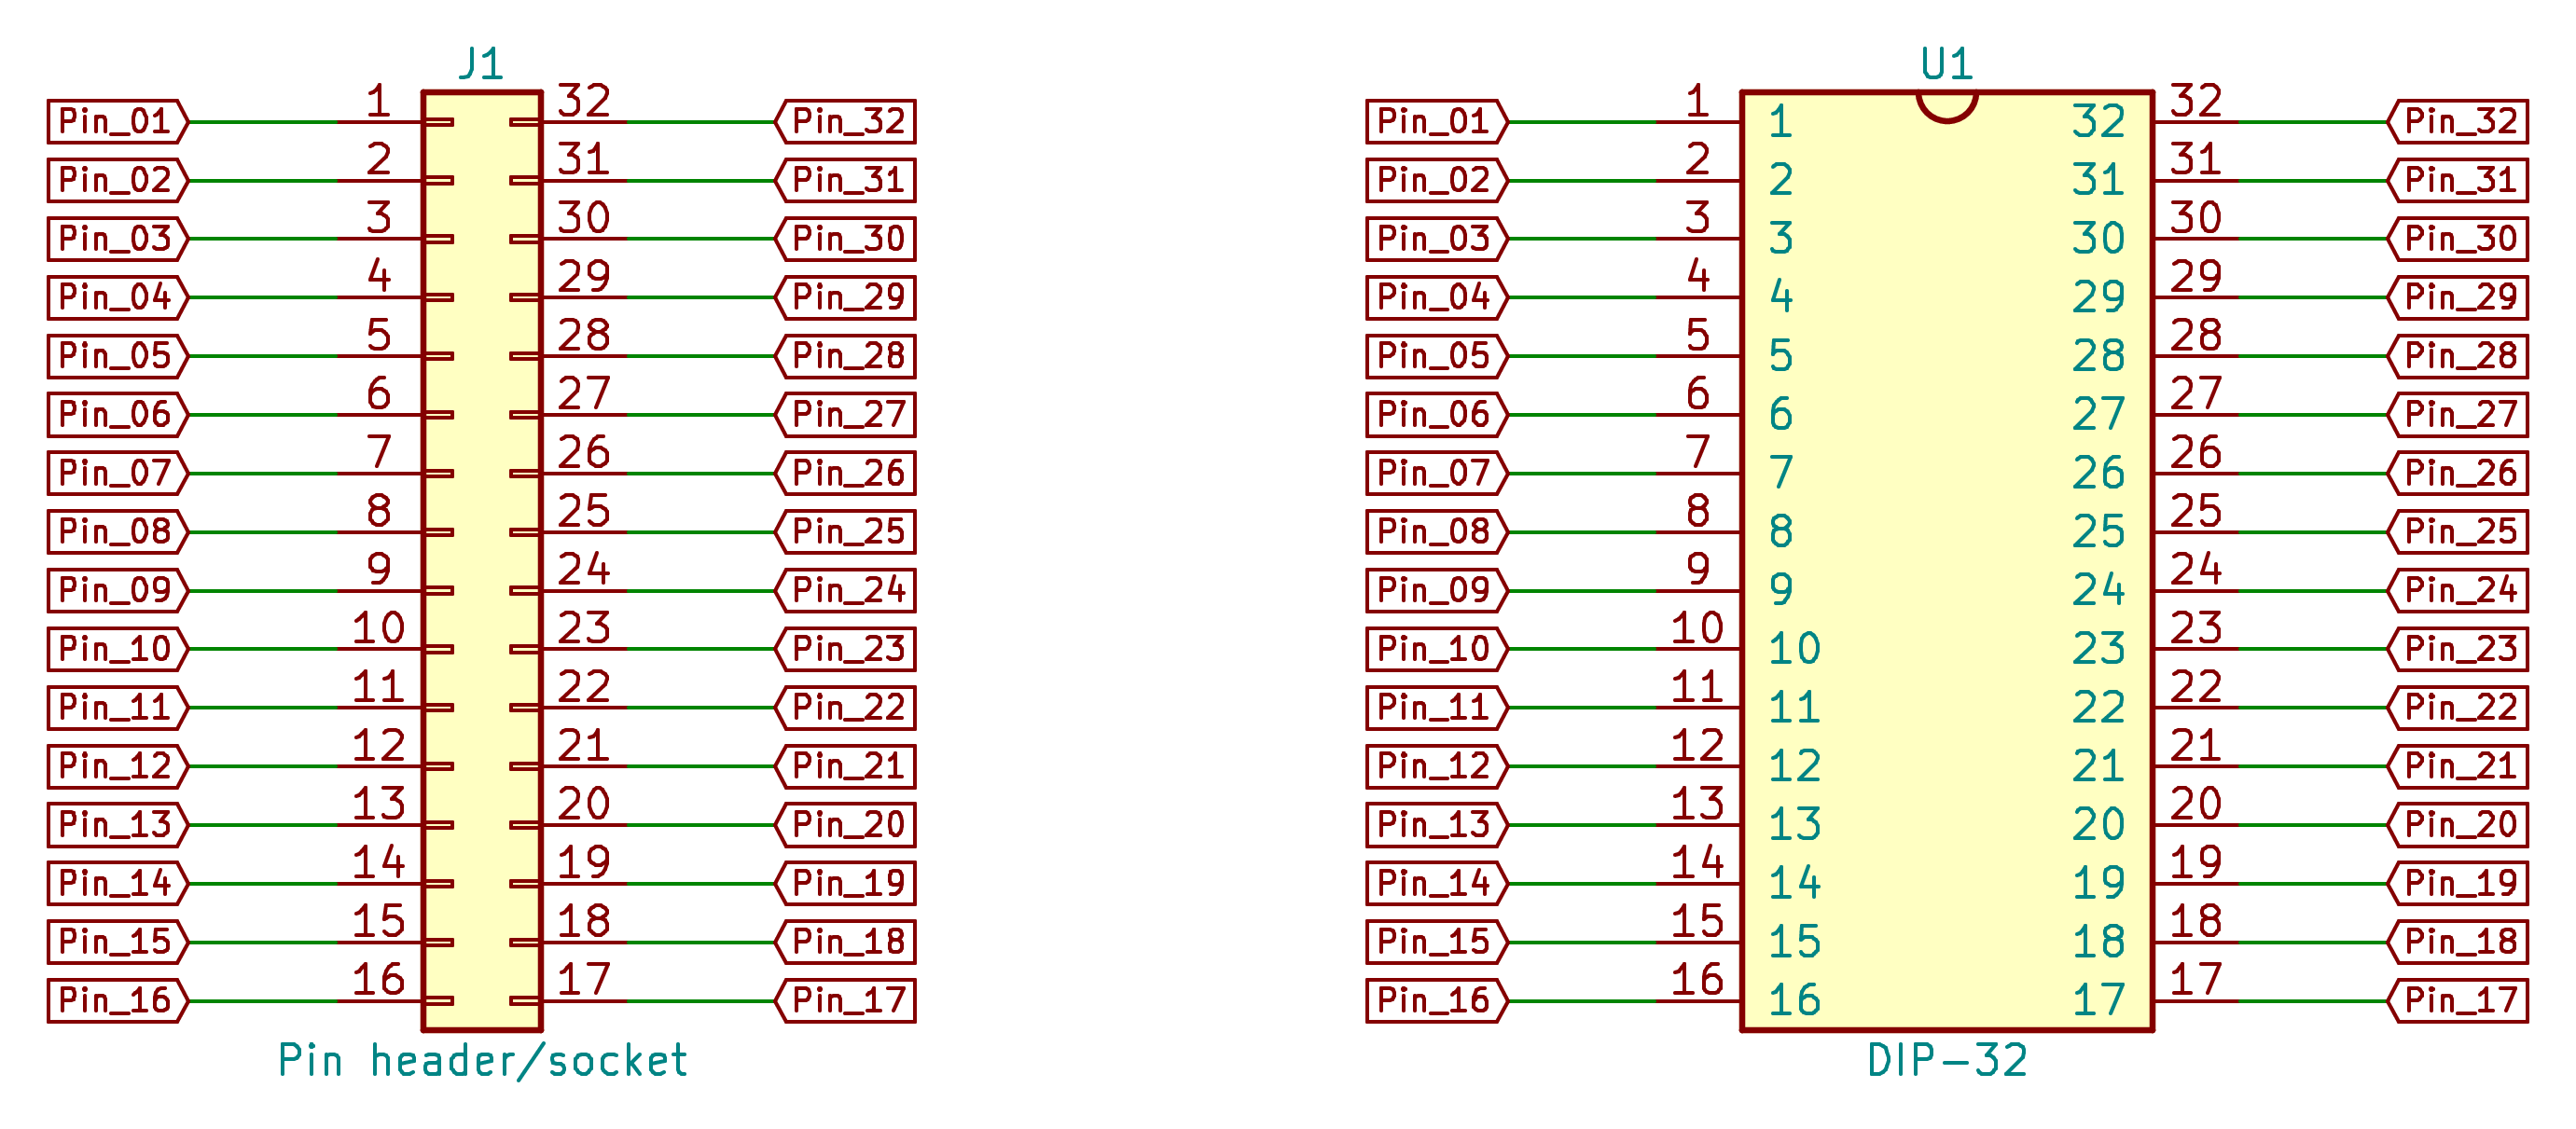 J1 U1
Pin_01 1 32 Pin_32 Pin_01 1 1 32 32 Pin_32
Pin_02 2 31 Pin_31 Pin_02 2 2 31 31 Pin_31
Pin_03 3 30 Pin_30 Pin_03 3 3 30 30 Pin_30
Pin_04 4 29 Pin_29 Pin_04 4 4 29 29 Pin_29
Pin_05 5 28 Pin_28 Pin_05 5 5 28 28 Pin_28
Pin_06 6 27 Pin_27 Pin_06 6 6 27 27 Pin_27
Pin_07 7 26 Pin_26 Pin_07 7 7 26 26 Pin_26
Pin_08 8 25 Pin_25 Pin_08 8 8 25 25 Pin_25
Pin_09 9 24 Pin_24 Pin_09 9 9 24 24 Pin_24
Pin_10 10 23 Pin_23 Pin_10 10 10 23 23 Pin_23
Pin_11 11 22 Pin_22 Pin_11 11 11 22 22 Pin_22
Pin_12 12 21 Pin_21 Pin_12 12 12 21 21 Pin_21
Pin_13 13 20 Pin_20 Pin_13 13 13 20 20 Pin_20
Pin_14 14 19 Pin_19 Pin_14 14 14 19 19 Pin_19
Pin_15 15 18 Pin_18 Pin_15 15 15 18 18 Pin_18
Pin_16 16 17 Pin_17 Pin_16 16 16 17 17 Pin_17
Pin header/socket DIP-32